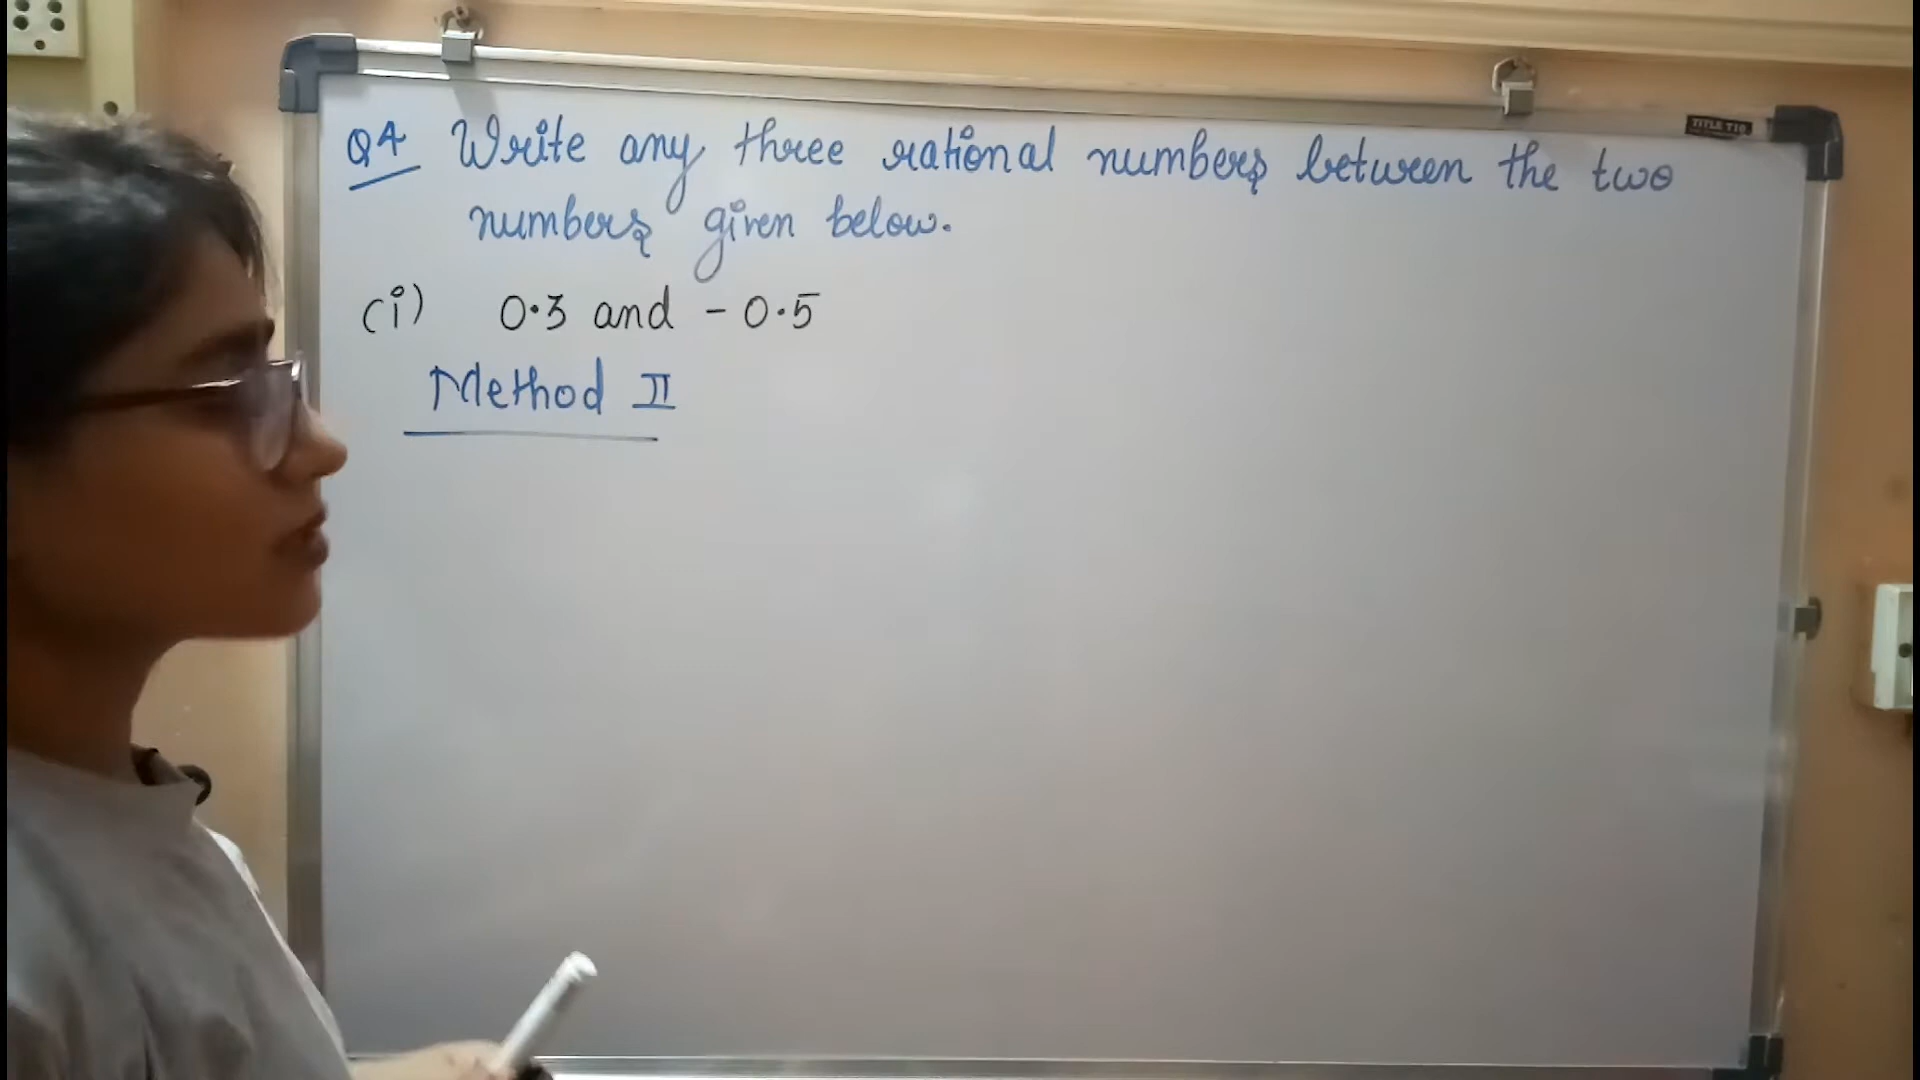 Q4 Write any three rational numbers between the two
numbers given below.
(i) 0.3 and - 0.5
Method II